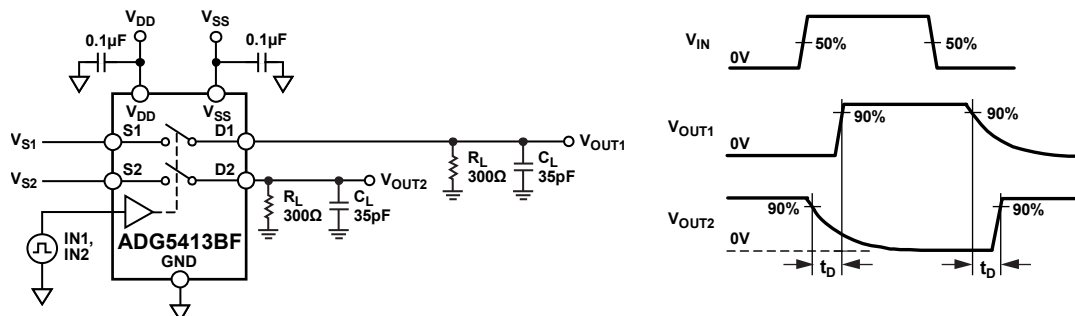 VDD
VSS
0.1µF
0.1µF
VDD
VSS
VS1
S1
D1
VOUT1
VS2
S2
D2
VOUT2
RL
300Ω
CL
35pF
RL
300Ω
CL
35pF
IN1,
IN2
ADG5413BF
GND
VIN
0V
50%
50%
VOUT1
0V
90%
90%
VOUT2
90%
90%
0V
tD
tD